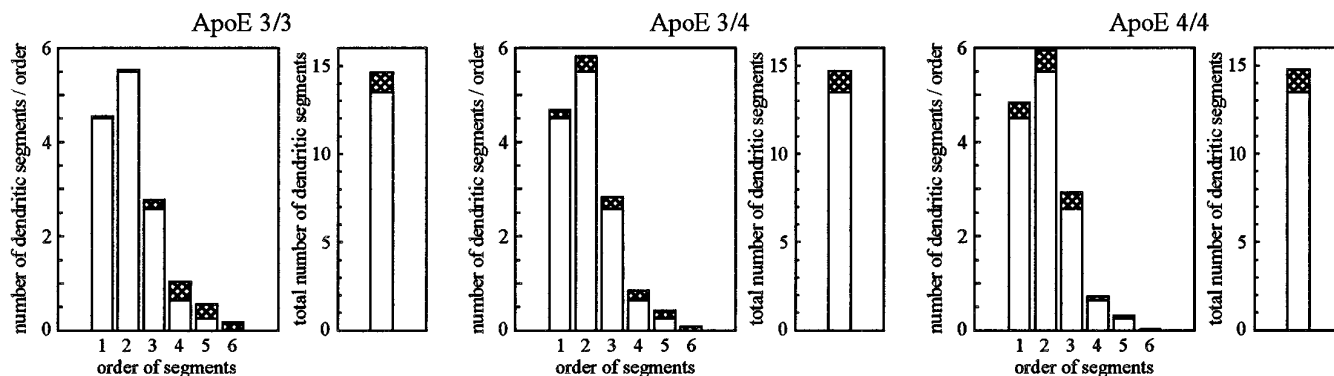 ApoE 3/3
number of dendritic segments / order
6
4
2
0
1 2 3 4 5 6
order of segments
total number of dendritic segments
15
10
5
0
ApoE 3/4
number of dendritic segments / order
6
4
2
0
1 2 3 4 5 6
order of segments
total number of dendritic segments
15
10
5
0
ApoE 4/4
number of dendritic segments / order
6
4
2
0
1 2 3 4 5 6
order of segments
total number of dendritic segments
15
10
5
0